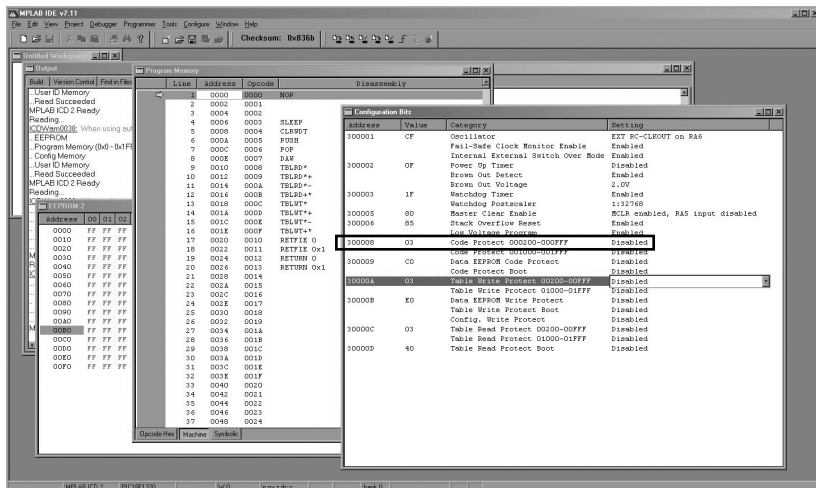 MPLAB IDE v7.11
File Edit View Project Debugger Programmer Tools Configure Window Help
Checksum: 0x836b
Untitled Workspace
Output
Build Version Control Find in Files
...User ID Memory
...Read Succeeded
MPLAB ICD 2 Ready
Reading...
ICDWarn0038: When using
...EEPROM
...Program Memory (0x0 - 0x1F
...Config Memory
...User ID Memory
...Read Succeeded
MPLAB ICD 2 Ready
Reading...
EEPROM:2
Address 00 01 02
0000 FF FF FF
0010 FF FF FF
0020 FF FF FF
0030 FF FF FF
0040 FF FF FF
0050 FF FF FF
0060 FF FF FF
0070 FF FF FF
0080 FF FF FF
0090 FF FF FF
00A0 FF FF FF
00B0 FF FF FF
00C0 FF FF FF
00D0 FF FF FF
00E0 FF FF FF
00F0 FF FF FF
Program Memory
Line Address Opcode Disassembly
1 0000 0000 NOP
2 0002 0001
3 0004 0002
4 0006 0003 SLEEP
5 0008 0004 CLRWDT
6 000A 0005 PUSH
7 000C 0006 POP
8 000E 0007 DAW
9 0010 0008 TBLRD*
10 0012 0009 TBLRD*+
11 0014 000A TBLRD*-
12 0016 000B TBLRD+*
13 0018 000C TBLWT*
14 001A 000D TBLWT*+
15 001C 000E TBLWT*-
16 001E 000F TBLWT+*
17 0020 0010 RETFIE 0
18 0022 0011 RETFIE 0x1
19 0024 0012 RETURN 0
20 0026 0013 RETURN 0x1
21 0028 0014
22 002A 0015
23 002C 0016
24 002E 0017
25 0030 0018
26 0032 0019
27 0034 001A
28 0036 001B
29 0038 001C
30 003A 001D
31 003C 001E
32 003E 001F
33 0040 0020
34 0042 0021
35 0044 0022
36 0046 0023
37 0048 0024
Opcode Hex Machine Symbolic
Configuration Bits
Address Value Category Setting
300001 CF Oscillator EXT RC-CLKOUT on RA6
Fail-Safe Clock Monitor Enable Enabled
Internal External Switch Over Mode Enabled
300002 0F Power Up Timer Disabled
Brown Out Detect Enabled
Brown Out Voltage 2.0V
300003 1F Watchdog Timer Enabled
Watchdog Postscaler 1:32768
300005 80 Master Clear Enable MCLR enabled, RA5 input disabled
300006 85 Stack Overflow Reset Enabled
Low Voltage Program Enabled
300008 03 Code Protect 000200-000FFF Disabled
Code Protect 001000-001FFF Disabled
300009 C0 Data EEPROM Code Protect Disabled
Code Protect Boot Disabled
30000A 03 Table Write Protect 00200-00FFF Disabled
Table Write Protect 01000-01FFF Disabled
30000B E0 Data EEPROM Write Protect Disabled
Table Write Protect Boot Disabled
Config. Write Protect Disabled
30000C 03 Table Read Protect 00200-00FFF Disabled
Table Read Protect 01000-01FFF Disabled
30000D 40 Table Read Protect Boot Disabled
MPLAB ICD 2 PIC18F1320 W:0 n ov z dc c bank 0